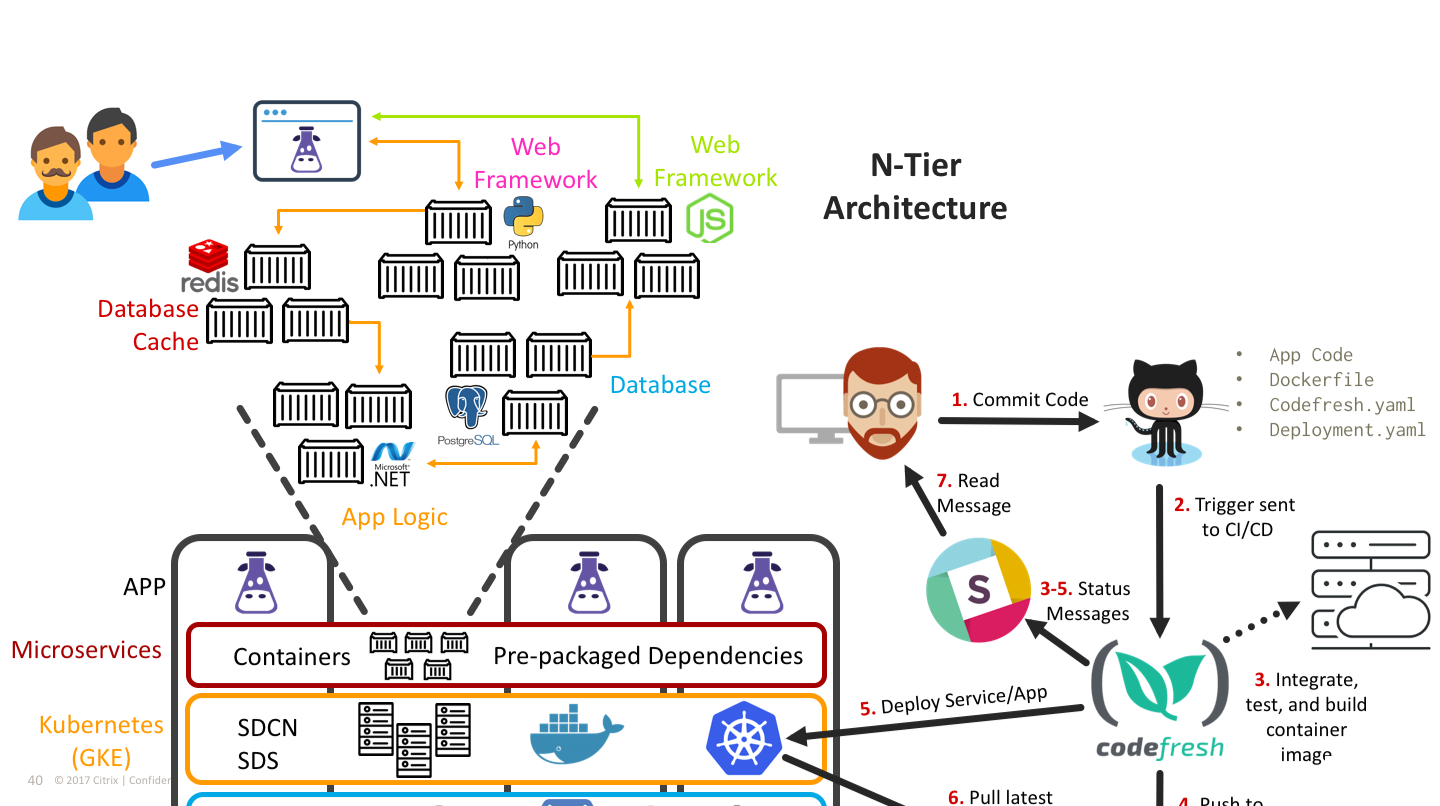 N-Tier
Architecture
Web
Framework
Web
Framework
Python
JS
redis
Database
Cache
Database
PostgreSQL
Microsoft®
.NET
App Logic
1. Commit Code
• App Code
• Dockerfile
• Codefresh.yaml
• Deployment.yaml
7. Read
Message
2. Trigger sent
to CI/CD
S
3-5. Status
Messages
APP
Microservices
Containers
Pre-packaged Dependencies
Kubernetes
(GKE)
SDCN
SDS
5. Deploy Service/App
codefresh
3. Integrate,
test, and build
container
image
6. Pull latest
4. Push to
40 © 2017 Citrix |